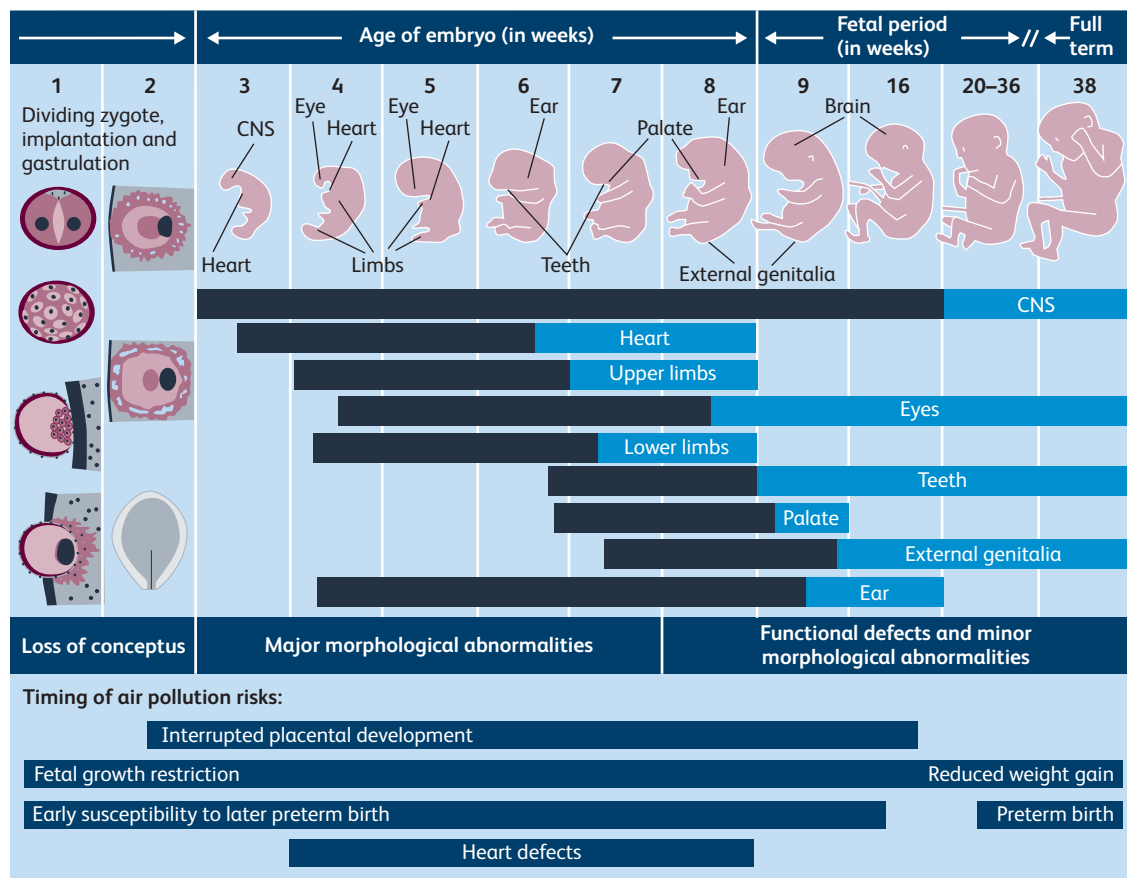 Age of embryo (in weeks)
Fetal period
(in weeks)
Full
term
1
2
3
4
5
6
7
8
9
16
20–36
38
Dividing zygote,
implantation and
gastrulation
CNS
Heart
Eye
Heart
Eye
Heart
Limbs
Ear
Teeth
Palate
Ear
External genitalia
Brain
CNS
Heart
Upper limbs
Eyes
Lower limbs
Teeth
Palate
External genitalia
Ear
Loss of conceptus
Major morphological abnormalities
Functional defects and minor
morphological abnormalities
Timing of air pollution risks:
Interrupted placental development
Fetal growth restriction
Reduced weight gain
Early susceptibility to later preterm birth
Preterm birth
Heart defects